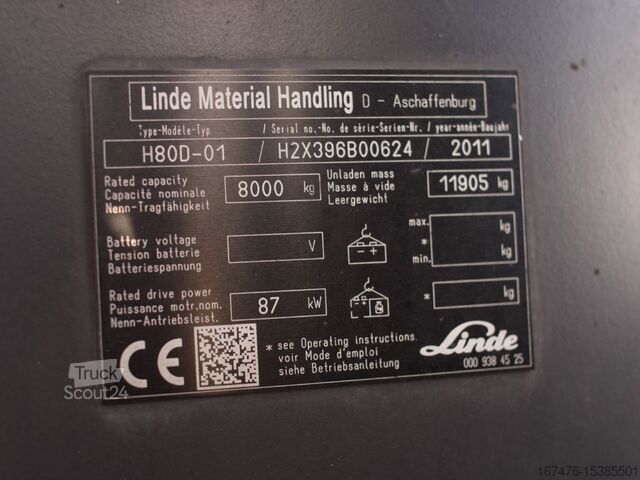 Linde Material Handling D - Aschaffenburg
Type-Modèle-Typ / Serial no.-No. de série-Serien-Nr. / year-année-Baujahr
H80D-01 / H2X396B00624 / 2011
Rated capacity
Capacité nominale
Nenn-Tragfähigkeit
8000 kg
Unladen mass
Masse à vide
Leergewicht
11905 kg
Battery voltage
Tension batterie
Batteriespannung
V
- +
max.
*
min.
kg
kg
Rated drive power
Puissance motr.nom.
Nenn-Antriebsleist.
87 kW
* kg
CE
* see Operating instructions
voir Mode d'emploi
siehe Betriebsanleitung
Linde
000 938 45 25
Truck
Scout24
167476-15385501